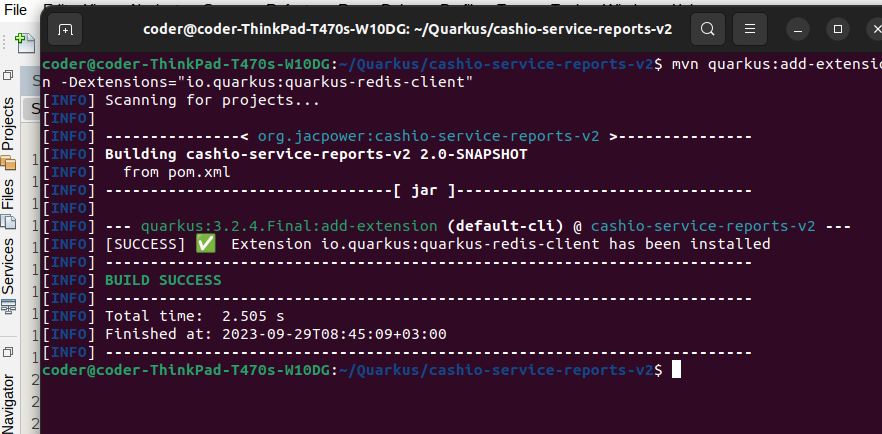 File
coder@coder-ThinkPad-T470s-W10DG: ~/Quarkus/cashio-service-reports-v2
coder@coder-ThinkPad-T470s-W10DG:~/Quarkus/cashio-service-reports-v2$ mvn quarkus:add-extensio
n -Dextensions="io.quarkus:quarkus-redis-client"
[INFO] Scanning for projects...
[INFO]
[INFO] ---------------< org.jacpower:cashio-service-reports-v2 >---------------
[INFO] Building cashio-service-reports-v2 2.0-SNAPSHOT
[INFO]   from pom.xml
[INFO] --------------------------------[ jar ]---------------------------------
[INFO]
[INFO] --- quarkus:3.2.4.Final:add-extension (default-cli) @ cashio-service-reports-v2 ---
[INFO] [SUCCESS] ✅  Extension io.quarkus:quarkus-redis-client has been installed
[INFO] ------------------------------------------------------------------------
[INFO] BUILD SUCCESS
[INFO] ------------------------------------------------------------------------
[INFO] Total time:  2.505 s
[INFO] Finished at: 2023-09-29T08:45:09+03:00
[INFO] ------------------------------------------------------------------------
coder@coder-ThinkPad-T470s-W10DG:~/Quarkus/cashio-service-reports-v2$
Projects
Files
Services
Navigator